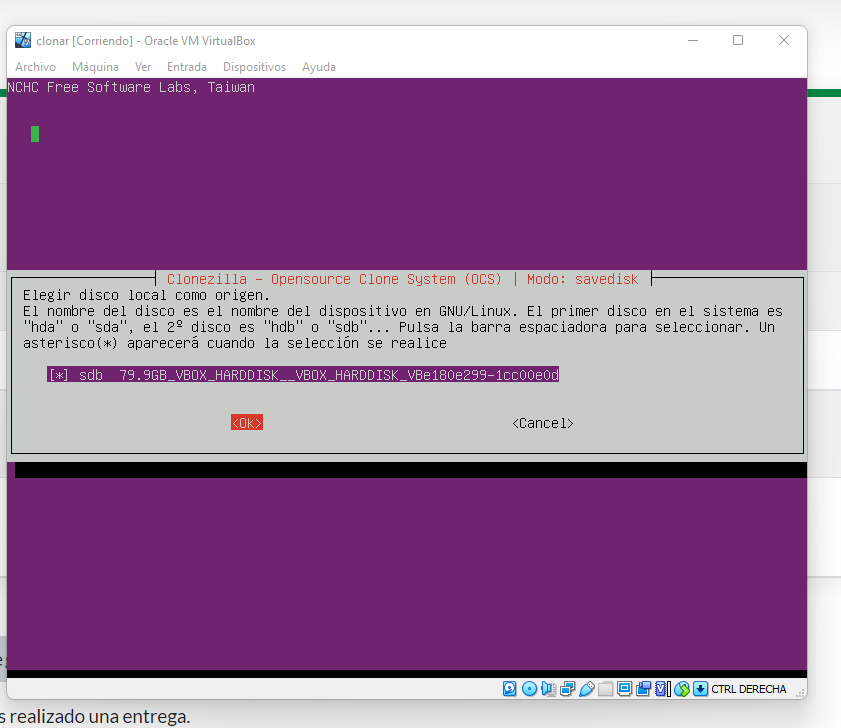 clonar [Corriendo] - Oracle VM VirtualBox
Archivo Máquina Ver Entrada Dispositivos Ayuda
NCHC Free Software Labs, Taiwan
Clonezilla - Opensource Clone System (OCS) | Modo: savedisk
Elegir disco local como origen.
El nombre del disco es el nombre del dispositivo en GNU/Linux. El primer disco en el sistema es
"hda" o "sda", el 2º disco es "hdb" o "sdb"... Pulsa la barra espaciadora para seleccionar. Un
asterisco(*) aparecerá cuando la selección se realice
[*] sdb 79.9GB_VBOX_HARDDISK__VBOX_HARDDISK_VBe180e299-1cc00e0d
<Ok> <Cancel>
CTRL DERECHA
s realizado una entrega.